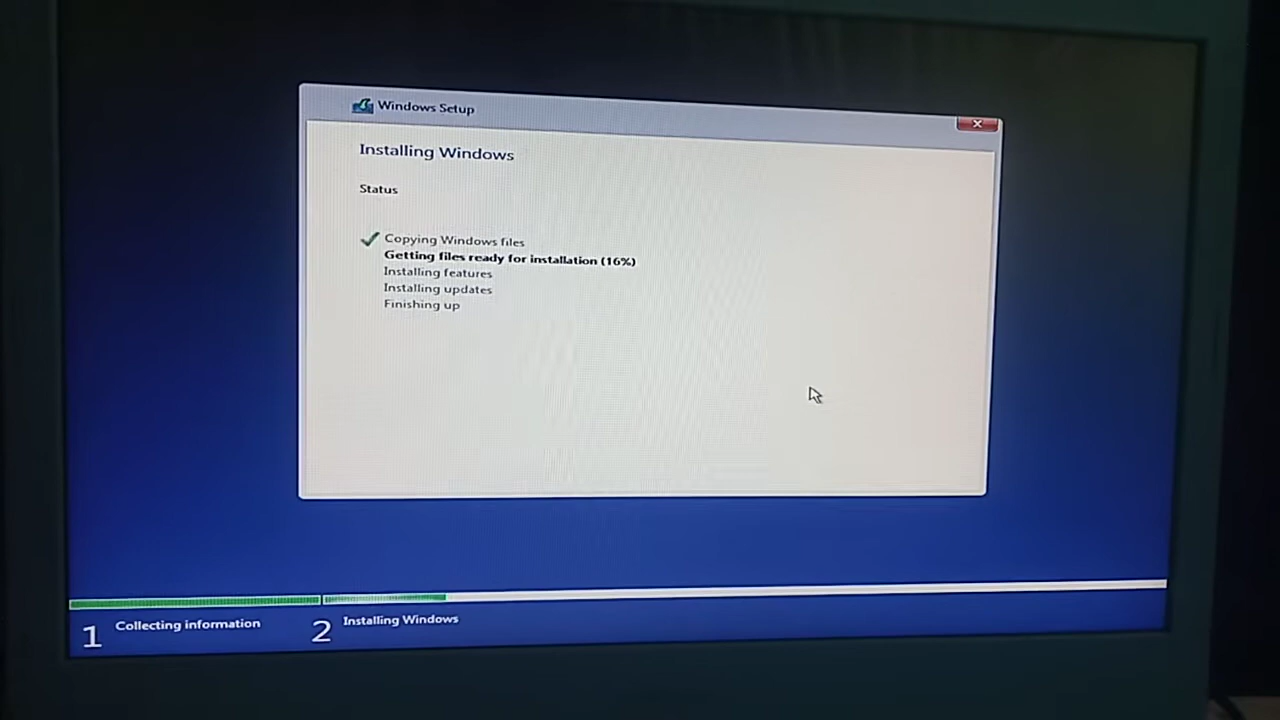 Windows Setup
Installing Windows
Status
Copying Windows files
Getting files ready for installation (16%)
Installing features
Installing updates
Finishing up
1 Collecting information
2 Installing Windows